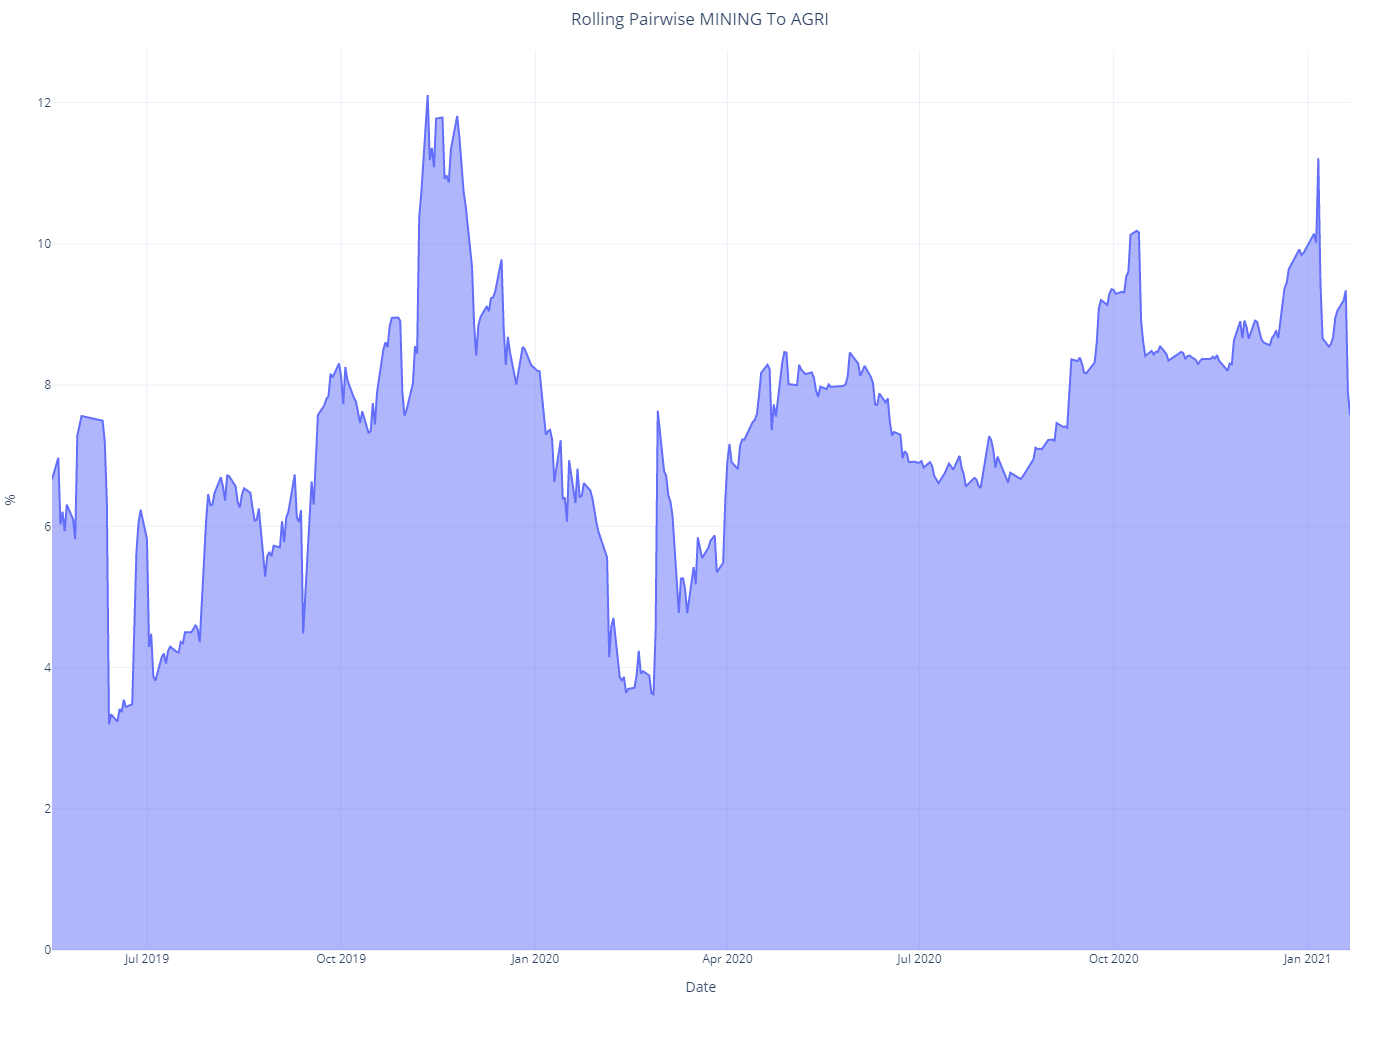 Rolling Pairwise MINING To AGRI
12
10
8
6
4
2
0
%
Jul 2019
Oct 2019
Jan 2020
Apr 2020
Jul 2020
Oct 2020
Jan 2021
Date